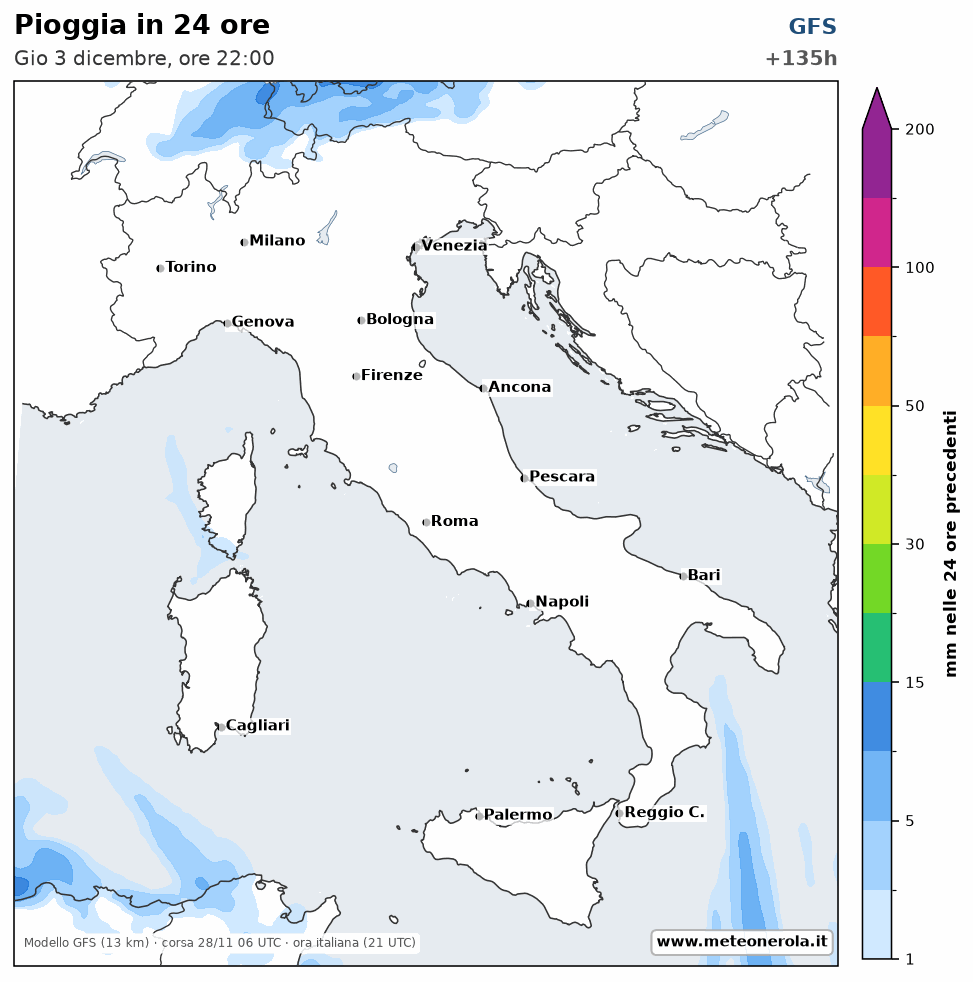 Pioggia in 24 ore
GFS
Gio 3 dicembre, ore 22:00
+135h
Milano
Venezia
Torino
Genova
Bologna
Firenze
Ancona
Pescara
Roma
Bari
Napoli
Cagliari
Palermo
Reggio C.
200
100
50
30
15
5
1
mm nelle 24 ore precedenti
Modello GFS (13 km) · corsa 28/11 06 UTC · ora italiana (21 UTC)
www.meteonerola.it